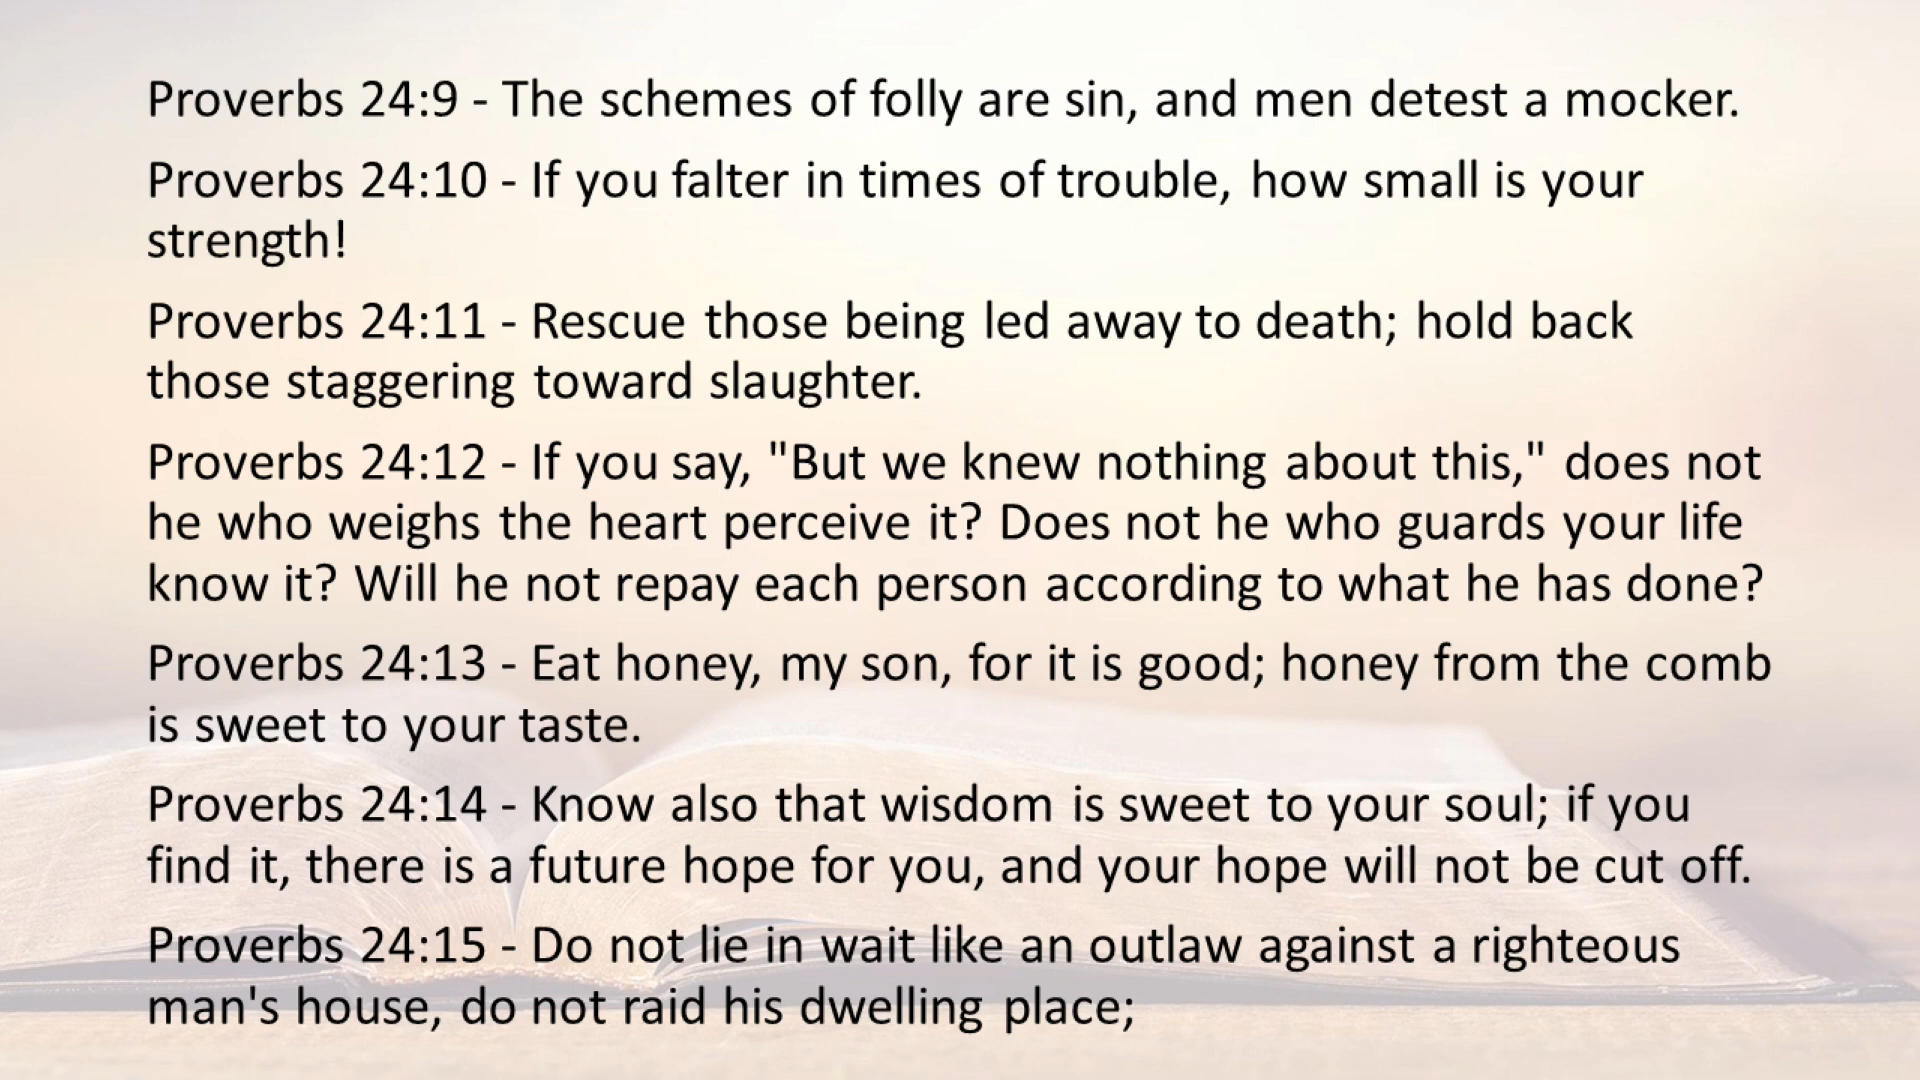 Proverbs 24:9 - The schemes of folly are sin, and men detest a mocker.
Proverbs 24:10 - If you falter in times of trouble, how small is your
strength!
Proverbs 24:11 - Rescue those being led away to death; hold back
those staggering toward slaughter.
Proverbs 24:12 - If you say, "But we knew nothing about this," does not
he who weighs the heart perceive it? Does not he who guards your life
know it? Will he not repay each person according to what he has done?
Proverbs 24:13 - Eat honey, my son, for it is good; honey from the comb
is sweet to your taste.
Proverbs 24:14 - Know also that wisdom is sweet to your soul; if you
find it, there is a future hope for you, and your hope will not be cut off.
Proverbs 24:15 - Do not lie in wait like an outlaw against a righteous
man's house, do not raid his dwelling place;